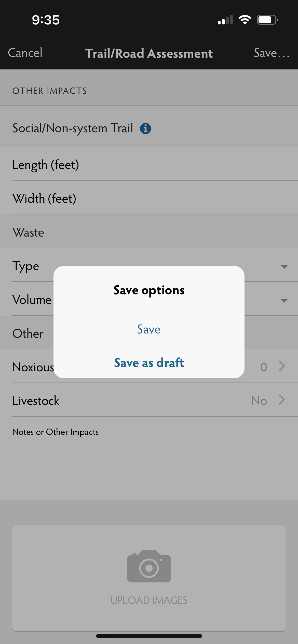 9:35
Cancel
Trail/Road Assessment
Save...
OTHER IMPACTS
Social/Non-system Trail
Length (feet)
Width (feet)
Waste
Type
Volume
Other
Noxious
0
Livestock
No
Notes or Other Impacts
Save options
Save
Save as draft
UPLOAD IMAGES